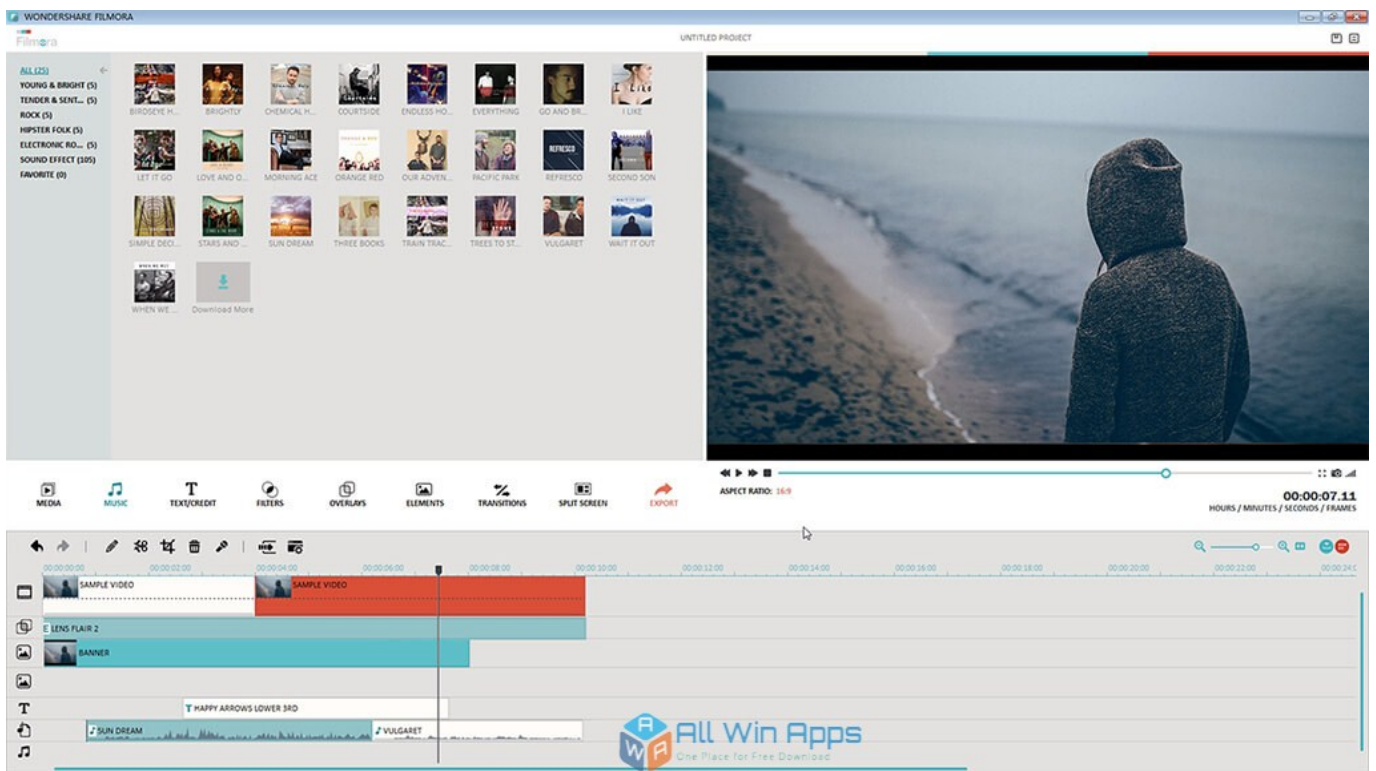 WONDERSHARE FILMORA
Filmora
UNTITLED PROJECT
ALL (25)
YOUNG & BRIGHT (5)
TENDER & SENT... (5)
ROCK (5)
HIPSTER FOLK (5)
ELECTRONIC RO... (5)
SOUND EFFECT (105)
FAVORITE (0)
BIRDSEYE H... BRIGHTLY CHEMICAL H... COURTSIDE ENDLESS HO... EVERYTHING GO AND BR... I LIKE
LET IT GO LOVE AND O... MORNING ACE ORANGE RED OUR ADVEN... PACIFIC PARK REFRESCO SECOND SON
REFRESCO
SIMPLE DECI... STARS AND ... SUN DREAM THREE BOOKS TRAIN TRAC... TREES TO ST... VULGARET WAIT IT OUT
WHEN WE ... Download More
MEDIA MUSIC TEXT/CREDIT FILTERS OVERLAYS ELEMENTS TRANSITIONS SPLIT SCREEN EXPORT
ASPECT RATIO: 16:9
00:00:07.11
HOURS / MINUTES / SECONDS / FRAMES
00:00:00:00 00:00:02:00 00:00:04:00 00:00:06:00 00:00:08:00 00:00:10:00 00:00:12:00 00:00:14:00 00:00:16:00 00:00:18:00 00:00:20:00 00:00:22:00
SAMPLE VIDEO SAMPLE VIDEO
E LENS FLAIR 2
BANNER
T HAPPY ARROWS LOWER 3RD
SUN DREAM VULGARET
All Win Apps
One Place for Free Download